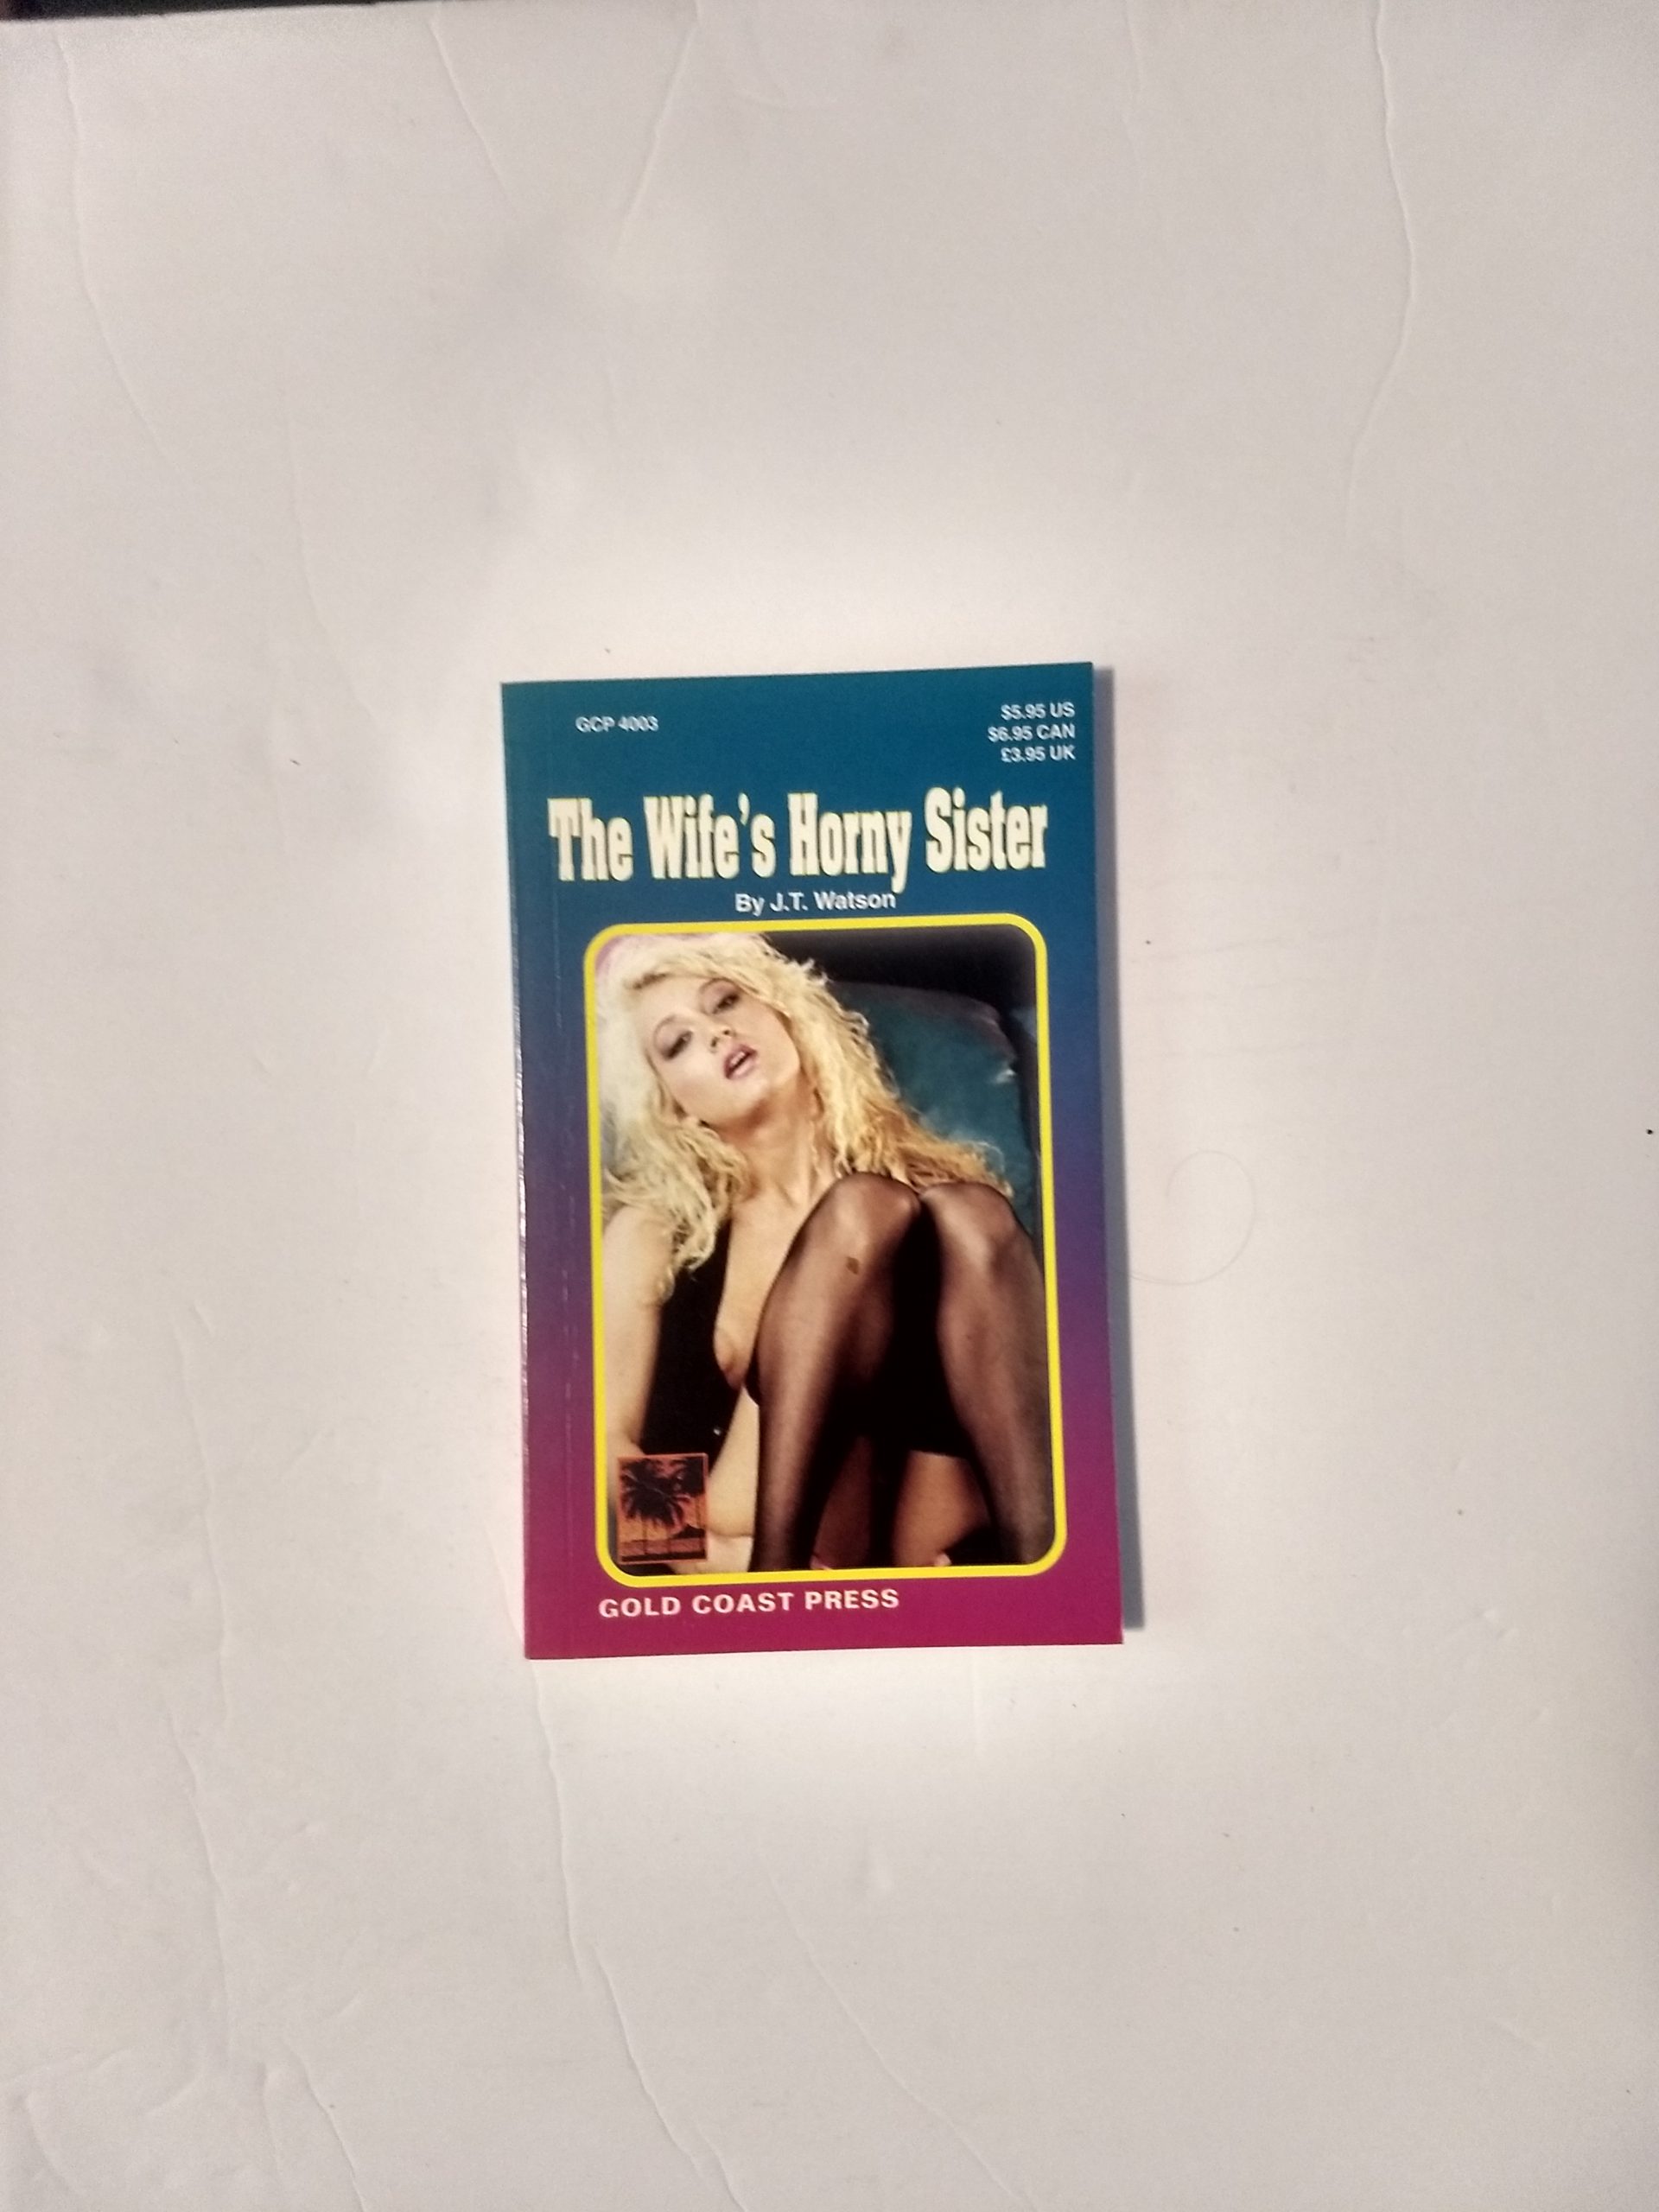 GCP 4003
$5.95 US
$6.95 CAN
£3.95 UK
The Wife's Horny Sister
By J.T. Watson
GOLD COAST PRESS